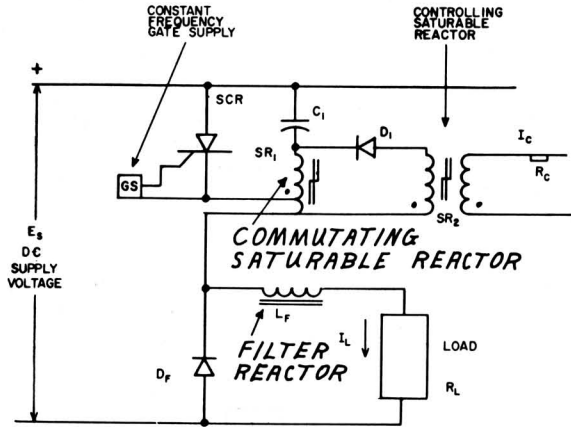 CONSTANT
FREQUENCY
GATE SUPPLY
CONTROLLING
SATURABLE
REACTOR
+
SCR
C1
D1
IC
SR1
GS
RC
SR2
ES
DC
SUPPLY
VOLTAGE
COMMUTATING
SATURABLE REACTOR
LF
IL
LOAD
FILTER
REACTOR
DF
RL